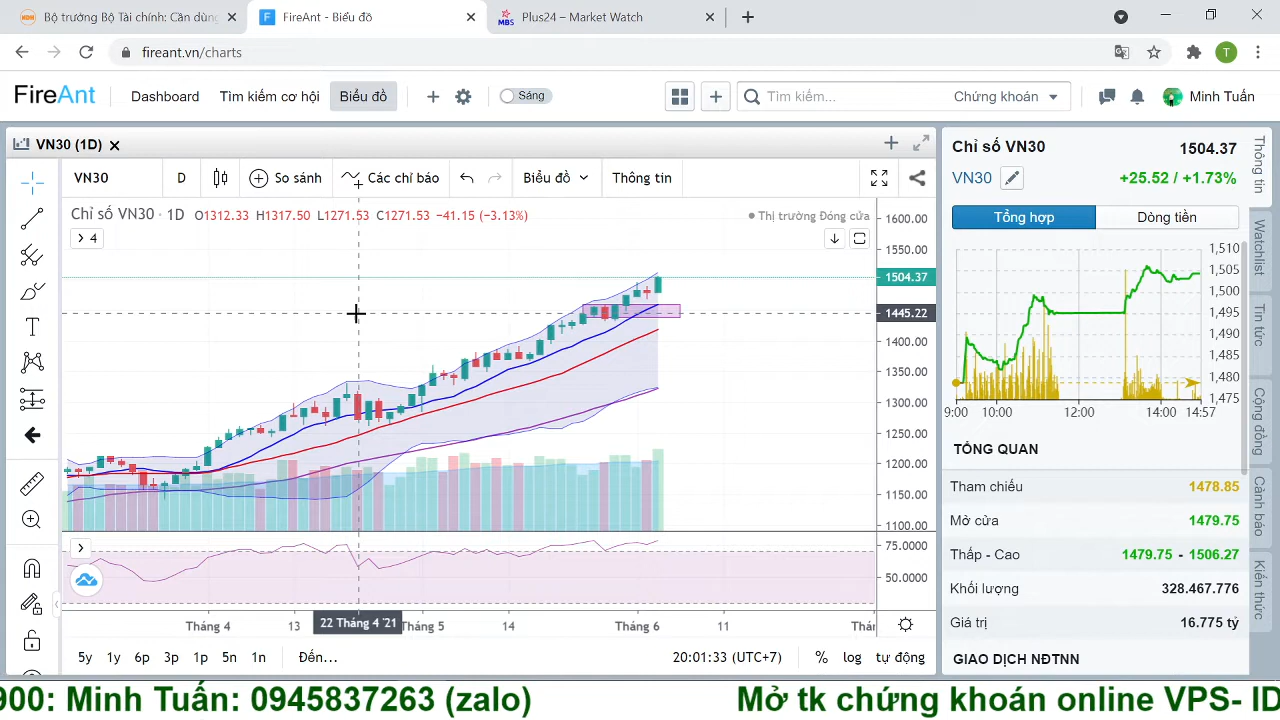 Bộ trưởng Bộ Tài chính: Cần dùng
FireAnt - Biểu đồ
MBS
Plus24 – Market Watch
fireant.vn/charts
T
FireAnt
Dashboard
Tìm kiếm cơ hội
Biểu đồ
Sáng
Tìm kiếm...
Chứng khoán
Minh Tuấn
VN30 (1D)
VN30
D
So sánh
Các chỉ báo
Biểu đồ
Thông tin
Chỉ số VN30 · 1D O1312.33 H1317.50 L1271.53 C1271.53 −41.15 (−3.13%)
Thị trường Đóng cửa
4
1600.00
1550.00
1504.37
1445.22
1400.00
1350.00
1300.00
1250.00
1200.00
1150.00
1100.00
75.0000
50.0000
Tháng 4
13
22 Tháng 4 '21
Tháng 5
14
Tháng 6
11
5y 1y 6p 3p 1p 5n 1n
Đến...
20:01:33 (UTC+7)
% log tự động
Chỉ số VN30
1504.37
VN30
+25.52 / +1.73%
Tổng hợp
Dòng tiền
1,510
1,505
1,500
1,495
1,490
1,485
1,480
1,475
9:00 10:00 12:00 14:00 14:57
TỔNG QUAN
Tham chiếu 1478.85
Mở cửa 1479.75
Thấp - Cao 1479.75 - 1506.27
Khối lượng 328.467.776
Giá trị 16.775 tỷ
GIAO DỊCH NĐTNN
Thông tin
Watchlist
Tin tức
Cộng đồng
Cảnh báo
Kiến thức
900: Minh Tuấn: 0945837263 (zalo)
Mở tk chứng khoán online VPS- ID